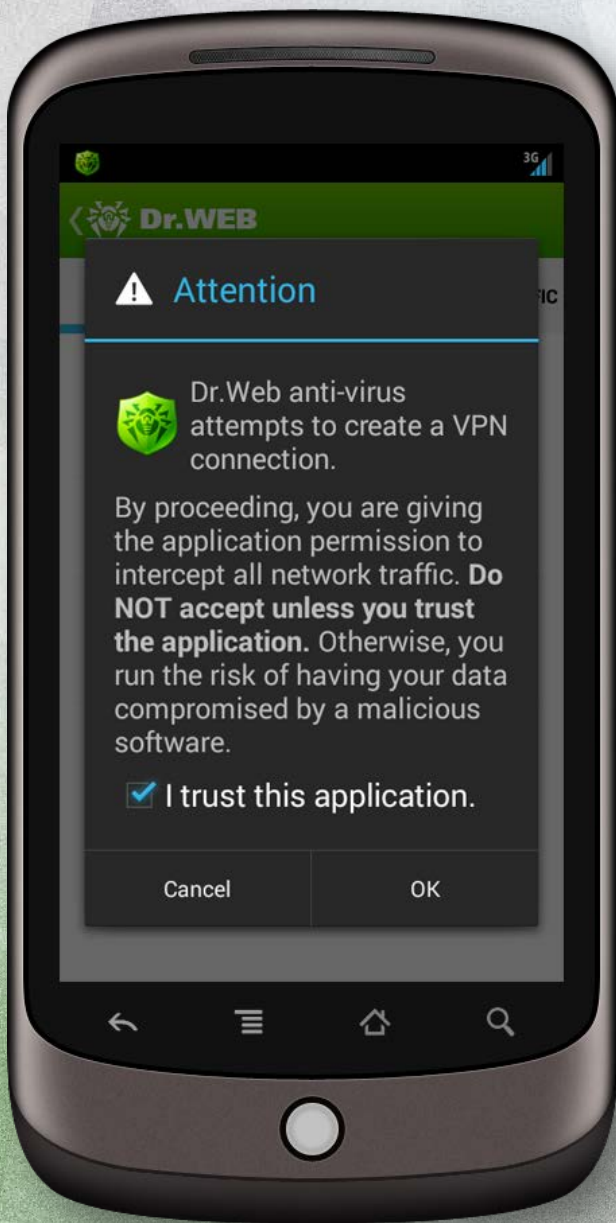 3G
Dr.WEB
FIC
Attention
Dr.Web anti-virus
attempts to create a VPN
connection.
By proceeding, you are giving
the application permission to
intercept all network traffic. Do
NOT accept unless you trust
the application. Otherwise, you
run the risk of having your data
compromised by a malicious
software.
I trust this application.
Cancel
OK